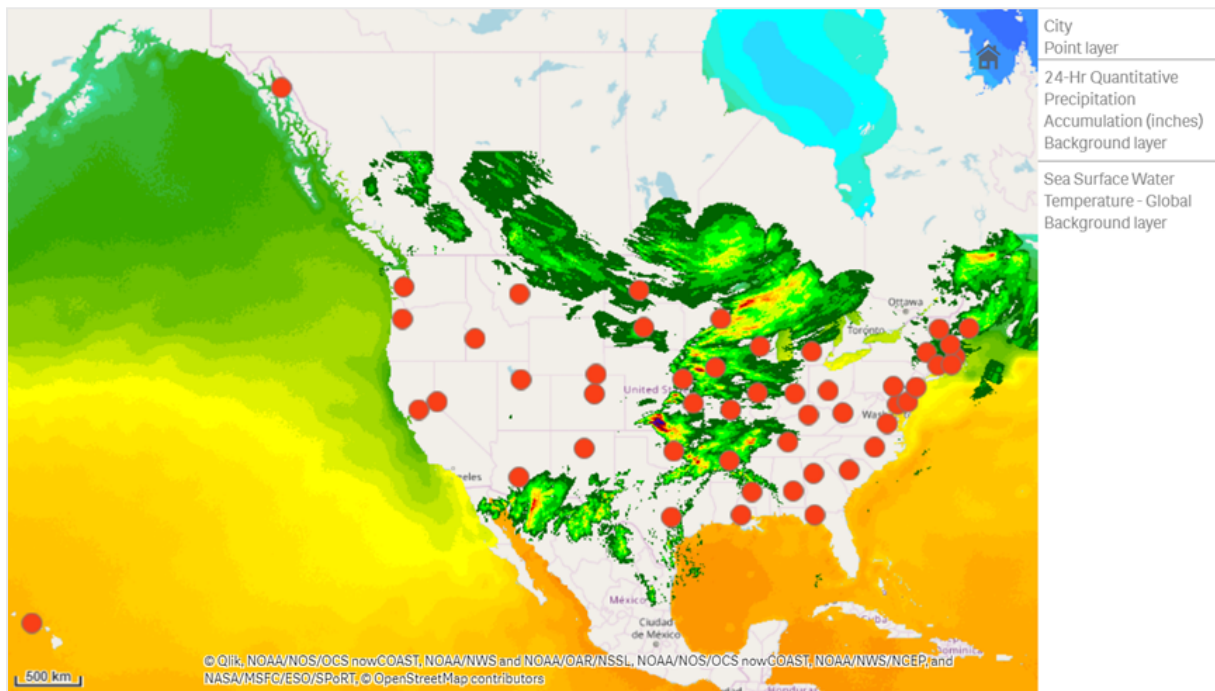 City
Point layer
24-Hr Quantitative
Precipitation
Accumulation (inches)
Background layer
Sea Surface Water
Temperature - Global
Background layer
Ottawa
Toronto
United
eles
México
Ciudad
de México
Cuba
ominicana
Honduras
500 km
© Qlik, NOAA/NOS/OCS nowCOAST, NOAA/NWS and NOAA/OAR/NSSL, NOAA/NOS/OCS nowCOAST, NOAA/NWS/NCEP, and
NASA/MSFC/ESO/SPoRT, © OpenStreetMap contributors